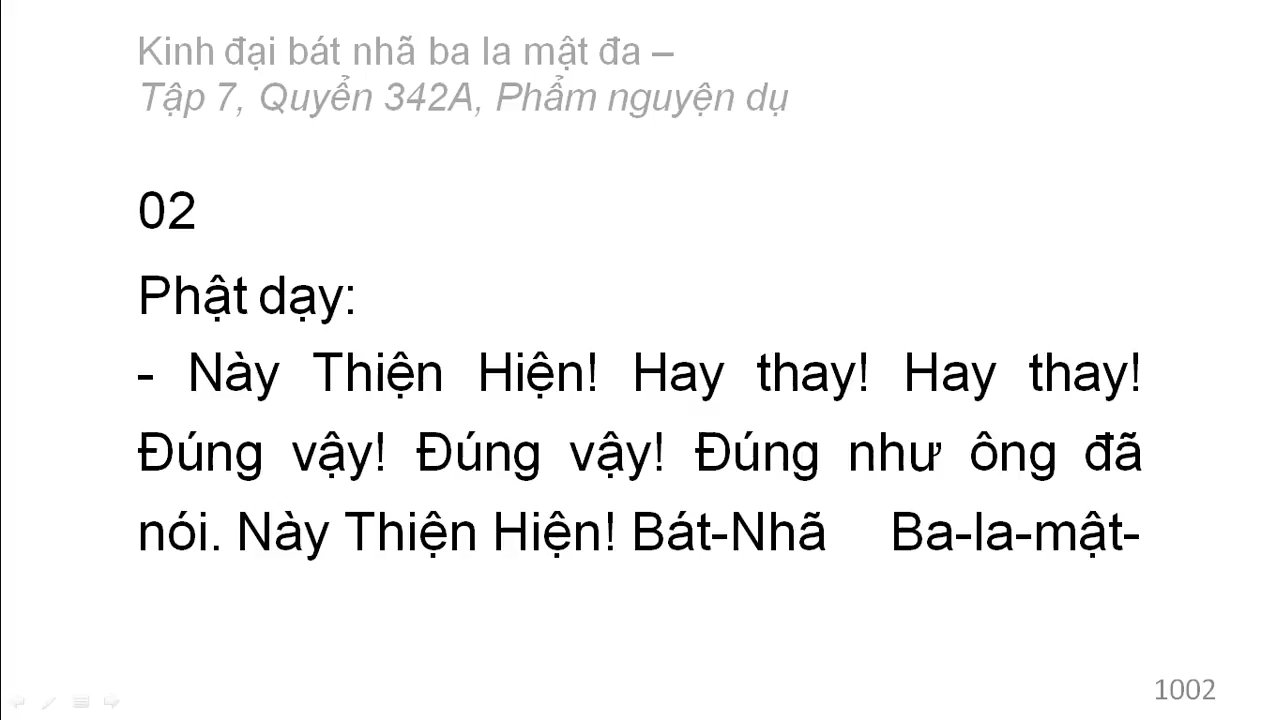 Kinh đại bát nhã ba la mật đa –
Tập 7, Quyển 342A, Phẩm nguyện dụ
02
Phật dạy:
- Này Thiện Hiện! Hay thay! Hay thay!
Đúng vậy! Đúng vậy! Đúng như ông đã
nói. Này Thiện Hiện! Bát-Nhã Ba-la-mật-
1002